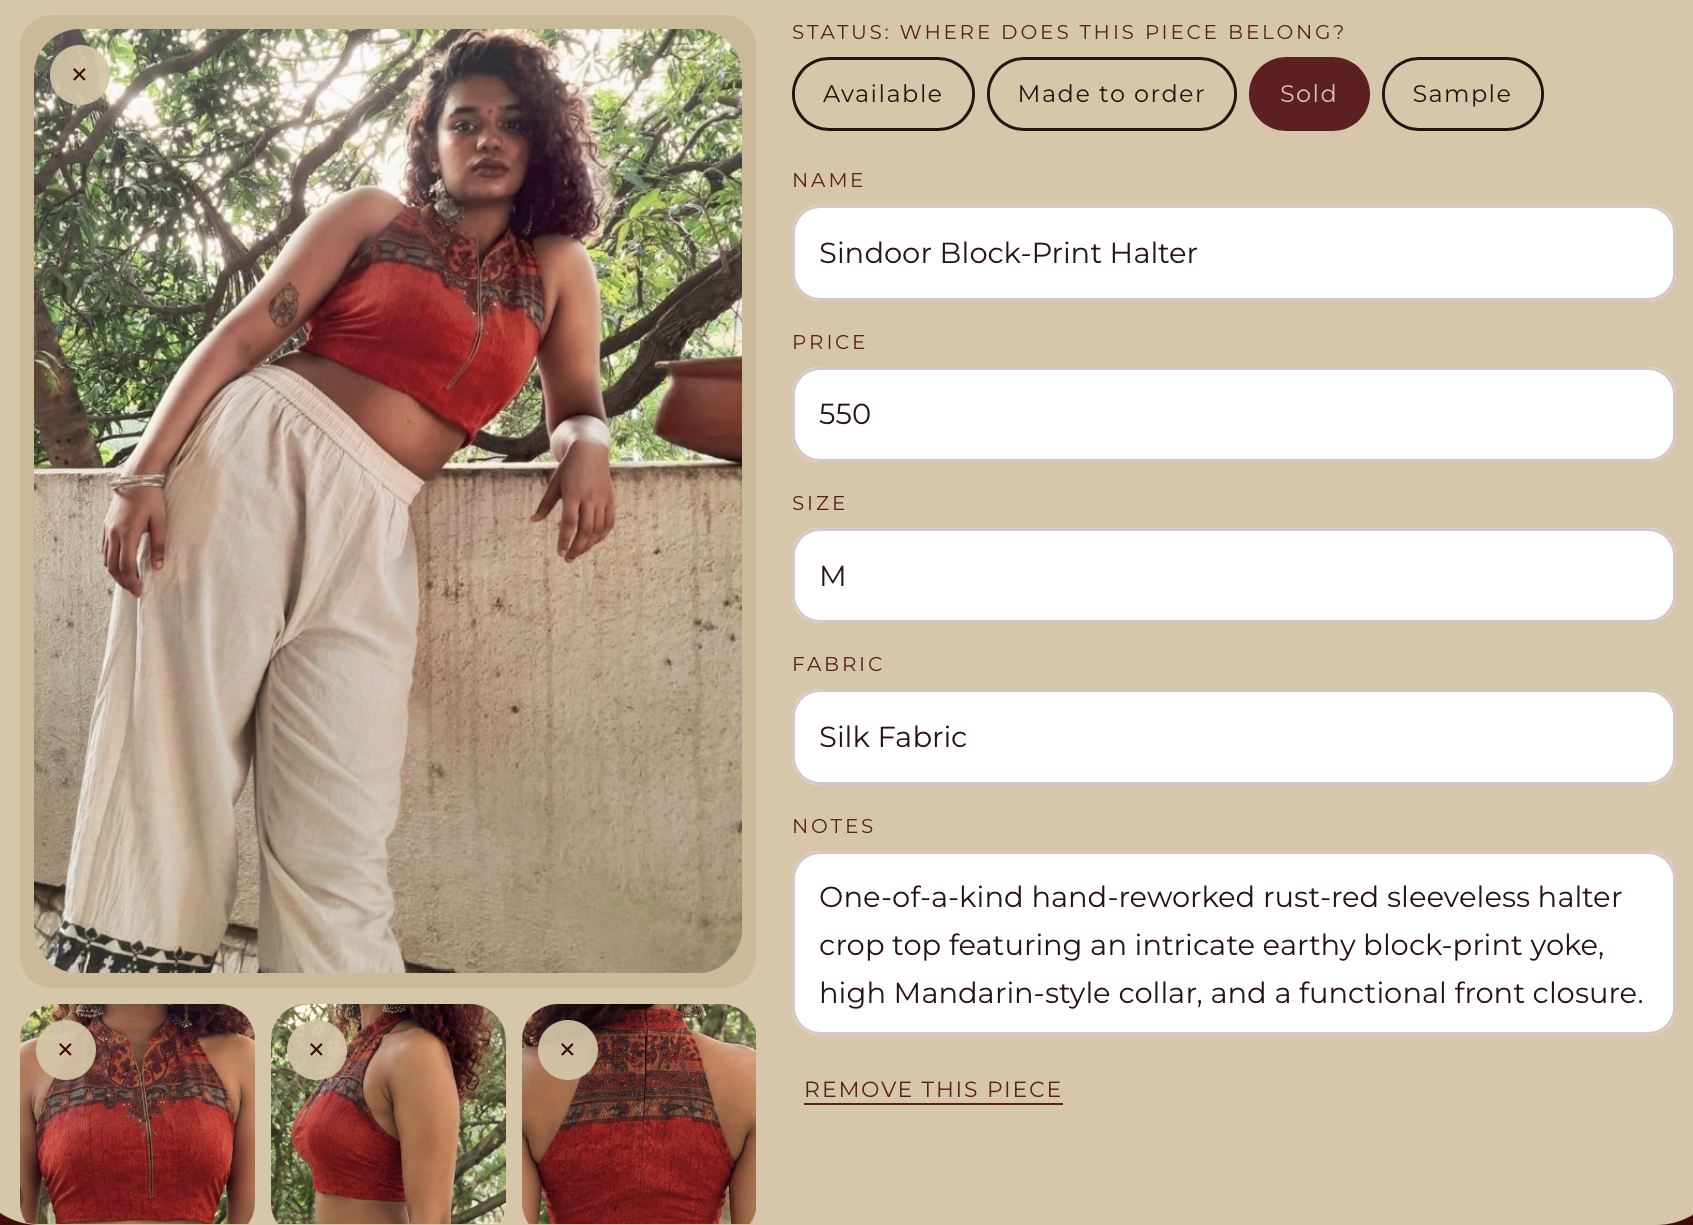 STATUS: WHERE DOES THIS PIECE BELONG?
Available Made to order Sold Sample
NAME
Sindoor Block-Print Halter
PRICE
550
SIZE
M
FABRIC
Silk Fabric
NOTES
One-of-a-kind hand-reworked rust-red sleeveless halter
crop top featuring an intricate earthy block-print yoke,
high Mandarin-style collar, and a functional front closure.
REMOVE THIS PIECE